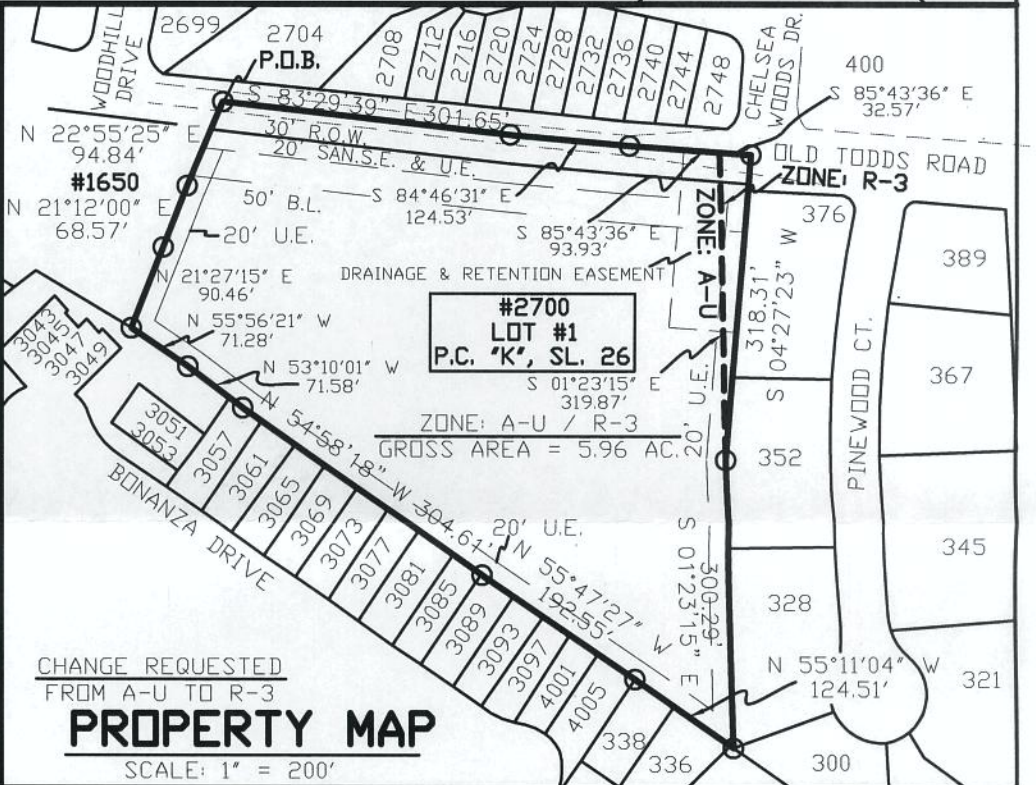 WOODHILL
DRIVE
2699
2704
P.O.B.
2708
2712
2716
2720
2724
2728
2732
2736
2740
2744
2748
CHELSEA
WOODS DR.
400
S 85°43'36" E
32.57'
S 83°29'39" E 301.65'
30' R.O.W.
20' SAN.S.E. & U.E.
OLD TODDS ROAD
ZONE: R-3
N 22°55'25" E
94.84'
#1650
N 21°12'00" E
68.57'
50' B.L.
20' U.E.
S 84°46'31" E
124.53'
S 85°43'36" E
93.93'
ZONE: A-U
376
389
N 21°27'15" E
90.46'
DRAINAGE & RETENTION EASEMENT
#2700
LOT #1
P.C. "K", SL. 26
318.31'
S 04°27'23" W
N 55°56'21" W
71.28'
N 53°10'01" W
71.58'
S 01°23'15" E
319.87'
20' U.E.
367
PINEWOOD CT.
3043
3045
3047
3049
3051
3053
N 54°58'18" W 304.61'
ZONE: A-U / R-3
GROSS AREA = 5.96 AC.
352
BONANZA DRIVE
3057
3061
3065
3069
3073
3077
3081
3085
3089
3093
3097
4001
4005
20' U.E.
N 55°47'27" W
192.55'
300.29'
S 01°23'15" E
345
328
N 55°11'04" W
124.51'
321
338
336
300
CHANGE REQUESTED
FROM A-U TO R-3
PROPERTY MAP
SCALE: 1" = 200'